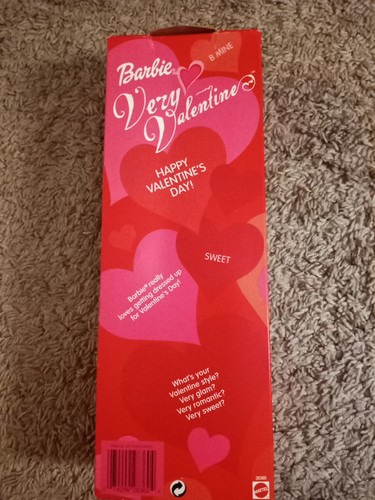 B MINE
Barbie®
Very
Valentine™
HAPPY
VALENTINE'S
DAY!
SWEET
Barbie® really
loves getting dressed up
for Valentine's Day!
What's your
Valentine style?
Very glam?
Very romantic?
Very sweet?
MATTEL